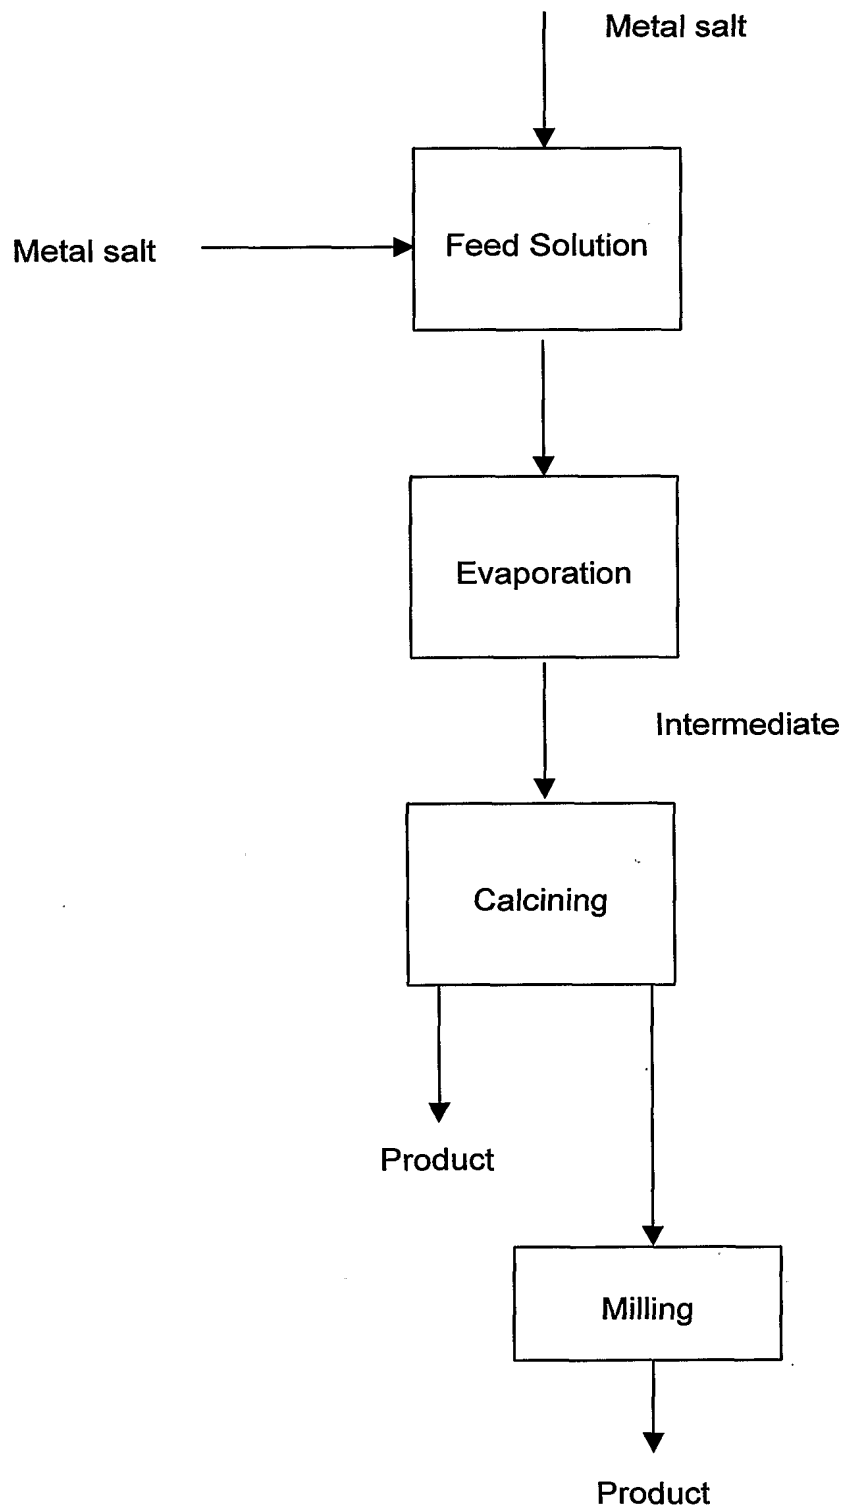 Metal salt
Metal salt
Feed Solution
Evaporation
Intermediate
Calcining
Product
Milling
Product